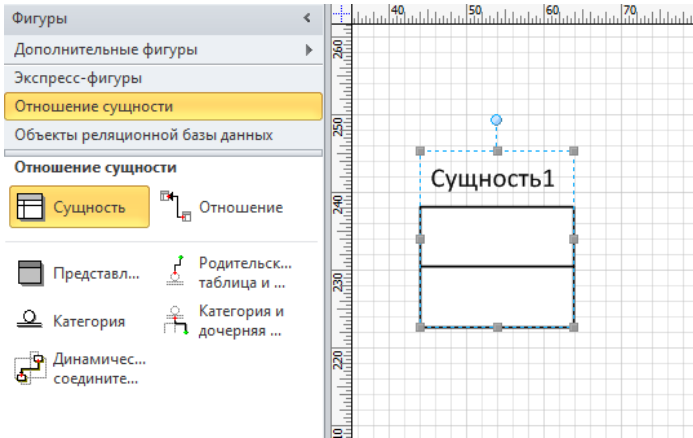 Фигуры
Дополнительные фигуры
Экспресс-фигуры
Отношение сущности
Объекты реляционной базы данных
Отношение сущности
Сущность
Отношение
Представл...
Родительск...
таблица и ...
Категория
Категория и
дочерняя ...
Динамичес...
соедините...
40 50 60 70
260
250
240
230
220
Сущность1